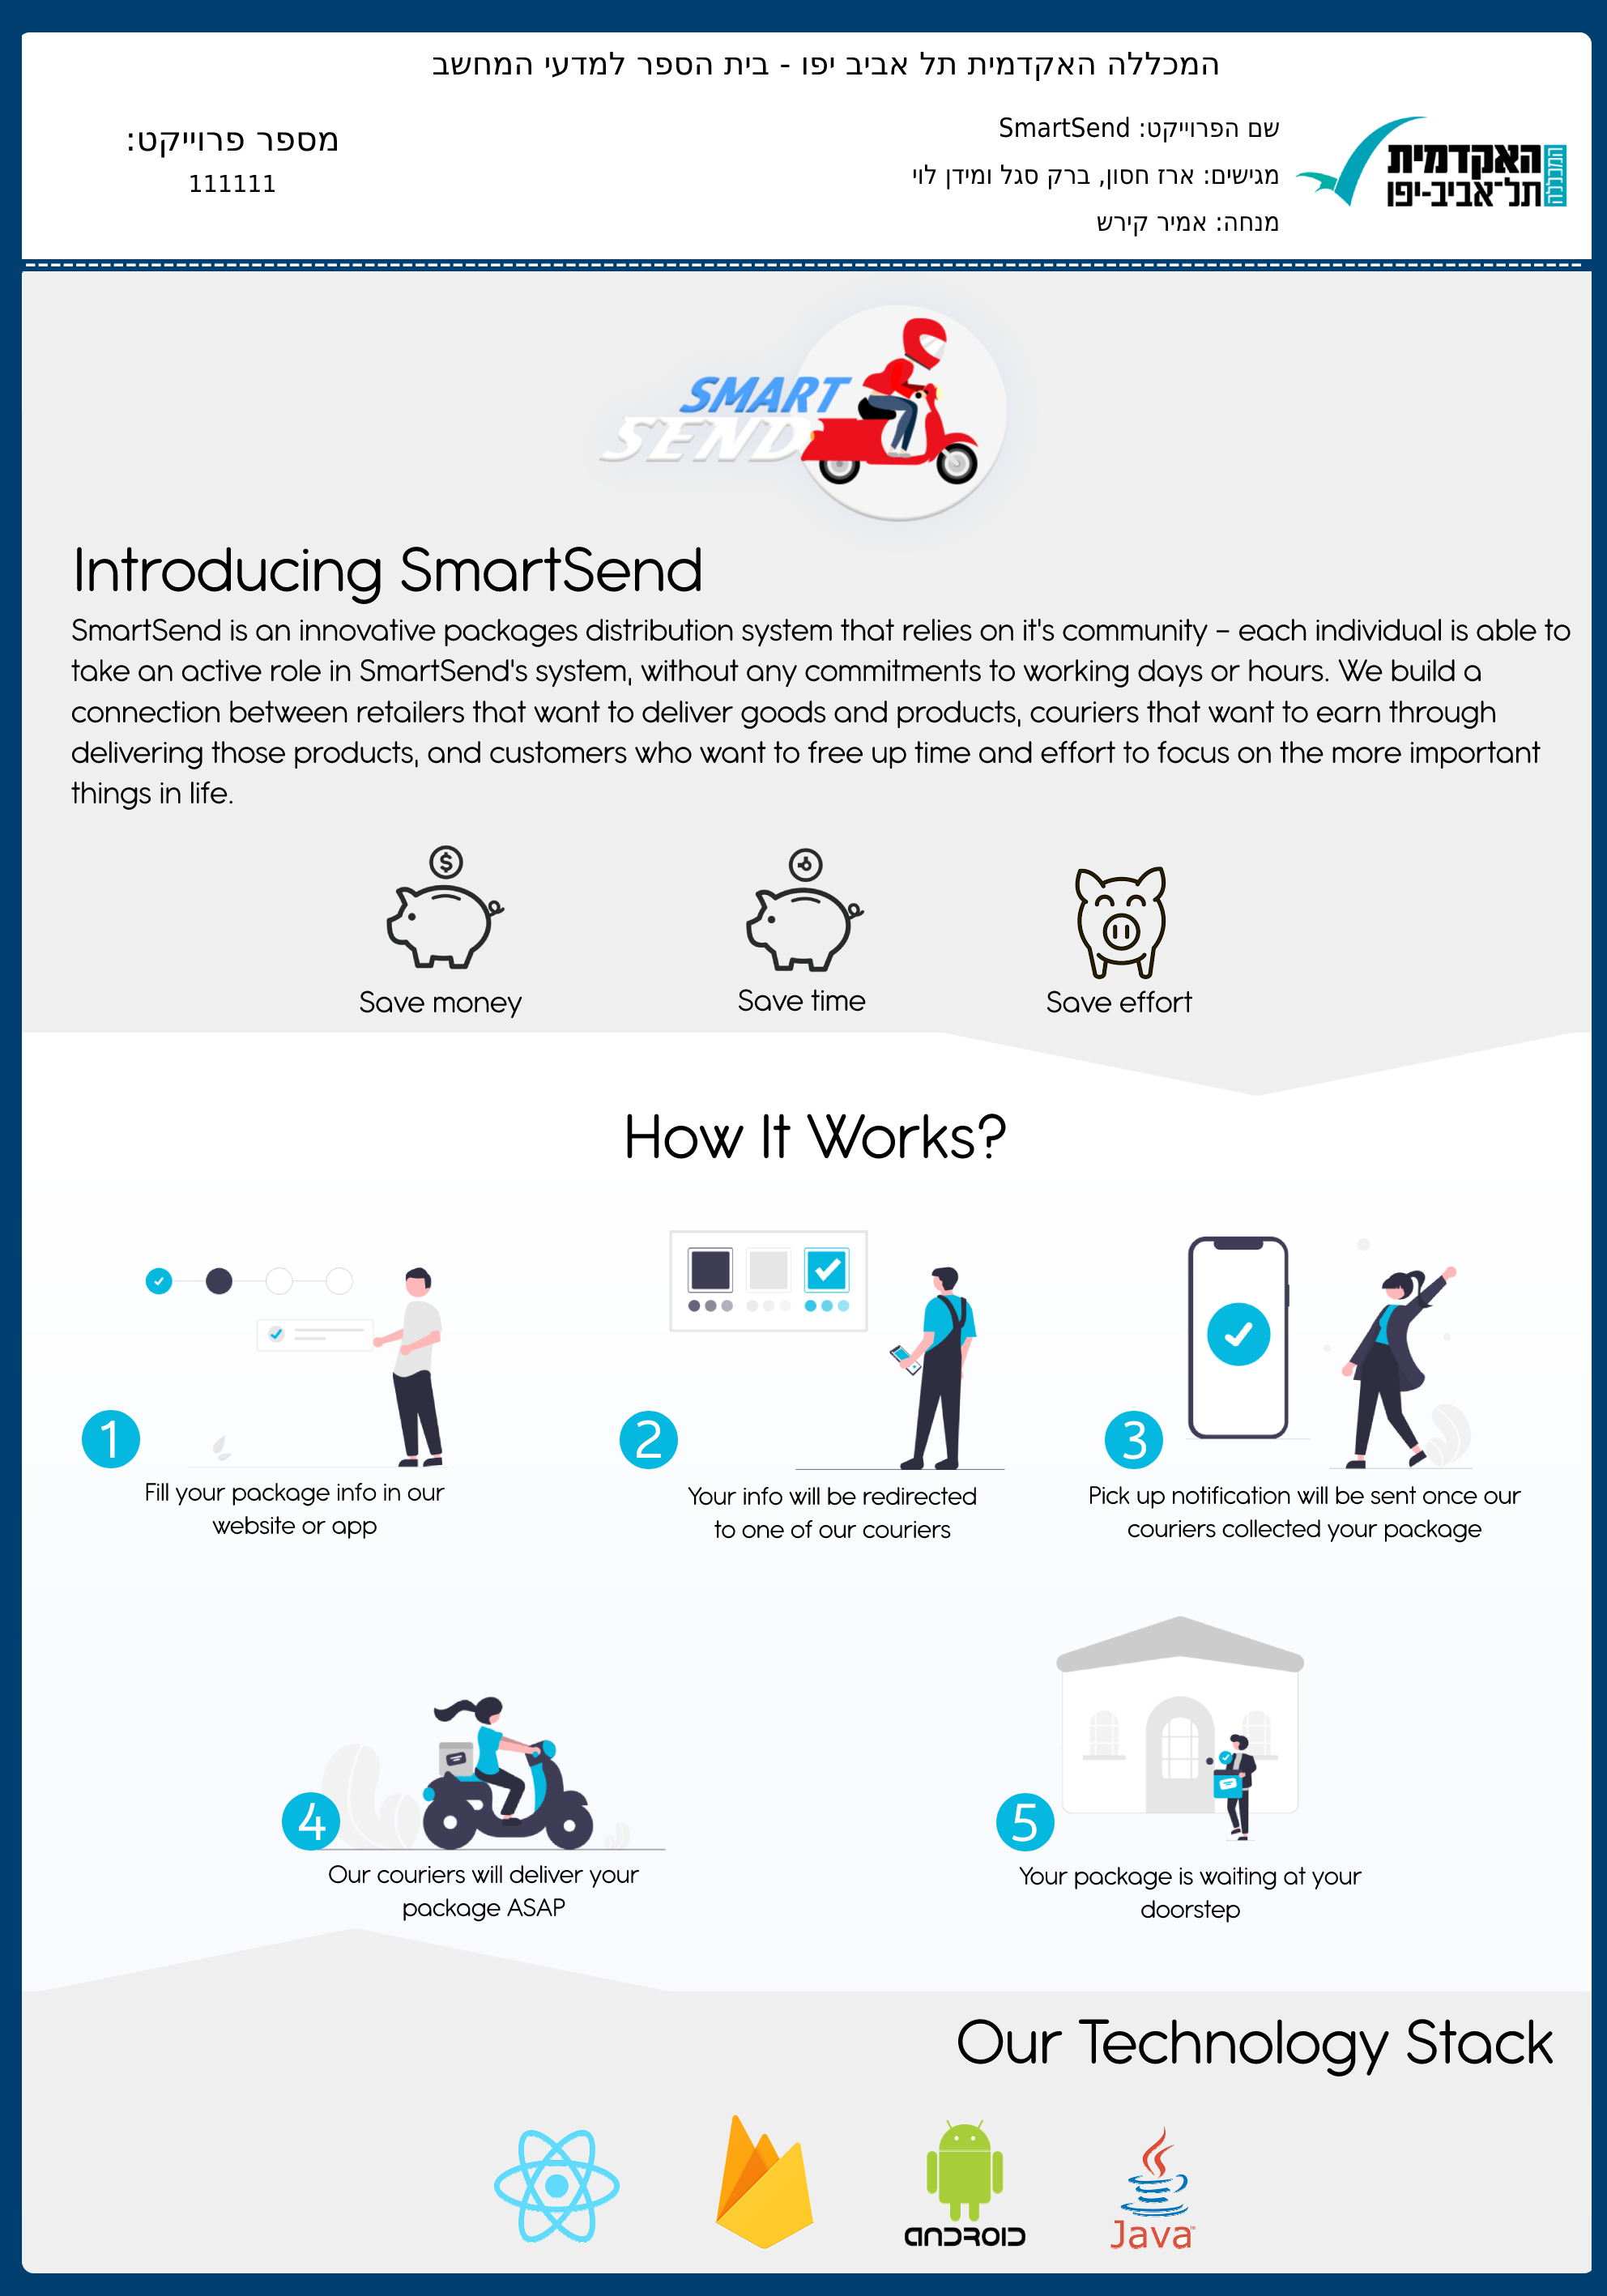 המכללה האקדמית תל אביב יפו - בית הספר למדעי המחשב
שם הפרוייקט: SmartSend
מגישים: ארז חסון, ברק סגל ומידן לוי
מנחה: אמיר קירש
מספר פרוייקט:
111111
המכללה
האקדמית
תל־אביב-יפו
SMART
SEND
Introducing SmartSend
SmartSend is an innovative packages distribution system that relies on it's community – each individual is able to
take an active role in SmartSend's system, without any commitments to working days or hours. We build a
connection between retailers that want to deliver goods and products, couriers that want to earn through
delivering those products, and customers who want to free up time and effort to focus on the more important
things in life.
Save money
Save time
Save effort
How It Works?
1
Fill your package info in our
website or app
2
Your info will be redirected
to one of our couriers
3
Pick up notification will be sent once our
couriers collected your package
4
Our couriers will deliver your
package ASAP
5
Your package is waiting at your
doorstep
Our Technology Stack
ANDROID
Java™